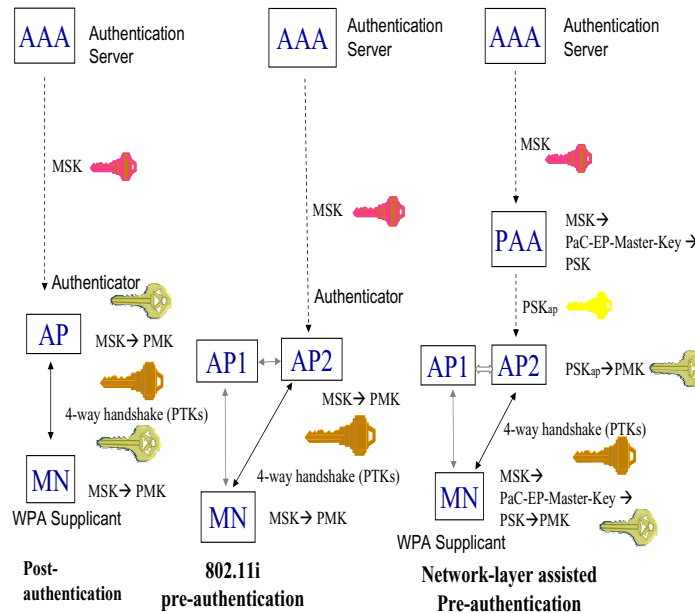 AAA
Authentication
Server
MSK
Authenticator
AP
MSK→ PMK
4-way handshake (PTKs)
MN
MSK→ PMK
WPA Supplicant
Post-
authentication
AAA
Authentication
Server
MSK
Authenticator
AP1
AP2
MSK→ PMK
4-way handshake (PTKs)
MN
MSK→ PMK
802.11i
pre-authentication
AAA
Authentication
Server
MSK
PAA
MSK→
PaC-EP-Master-Key →
PSK
PSKap
AP1
AP2
PSKap→PMK
4-way handshake (PTKs)
MN
MSK→
PaC-EP-Master-Key →
PSK→PMK
WPA Supplicant
Network-layer assisted
Pre-authentication